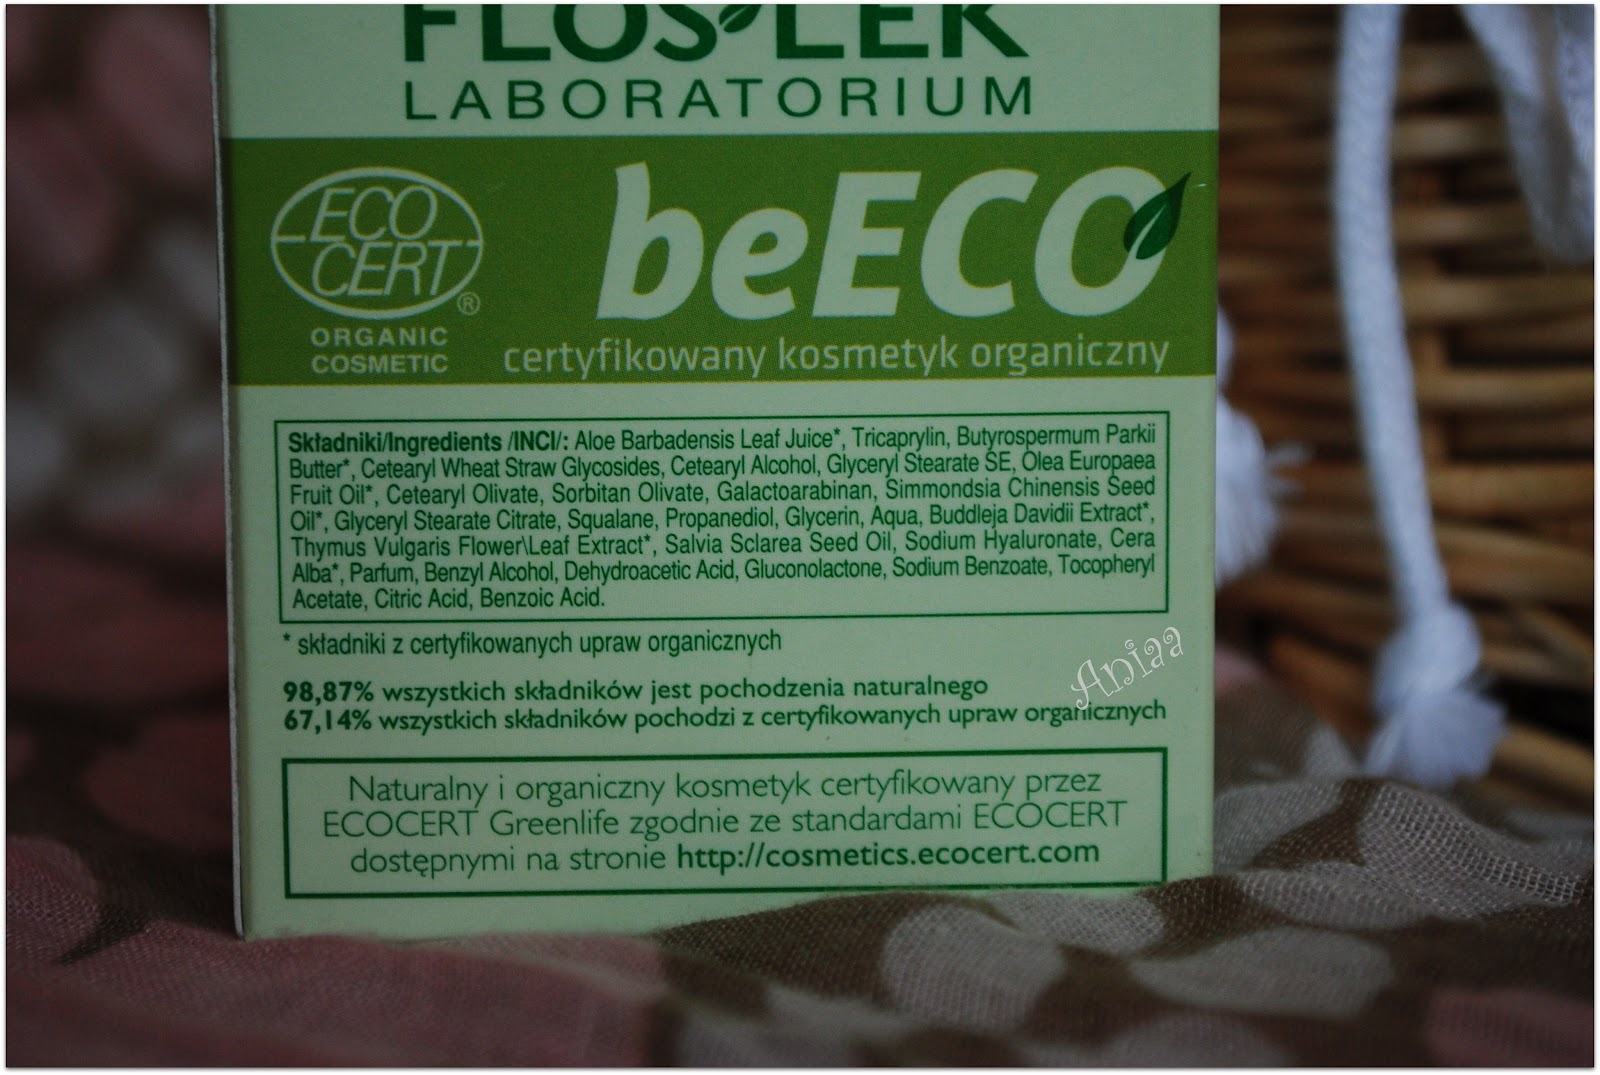 FLOS LEK
LABORATORIUM
ECO
CERT
®
ORGANIC
COSMETIC
beECO
certyfikowany kosmetyk organiczny
Składniki/Ingredients /INCI/: Aloe Barbadensis Leaf Juice*, Tricaprylin, Butyrospermum Parkii
Butter*, Cetearyl Wheat Straw Glycosides, Cetearyl Alcohol, Glyceryl Stearate SE, Olea Europaea
Fruit Oil*, Cetearyl Olivate, Sorbitan Olivate, Galactoarabinan, Simmondsia Chinensis Seed
Oil*, Glyceryl Stearate Citrate, Squalane, Propanediol, Glycerin, Aqua, Buddleja Davidii Extract*,
Thymus Vulgaris Flower\Leaf Extract*, Salvia Sclarea Seed Oil, Sodium Hyaluronate, Cera
Alba*, Parfum, Benzyl Alcohol, Dehydroacetic Acid, Gluconolactone, Sodium Benzoate, Tocopheryl
Acetate, Citric Acid, Benzoic Acid.
* składniki z certyfikowanych upraw organicznych
Aniaa
98,87% wszystkich składników jest pochodzenia naturalnego
67,14% wszystkich składników pochodzi z certyfikowanych upraw organicznych
Naturalny i organiczny kosmetyk certyfikowany przez
ECOCERT Greenlife zgodnie ze standardami ECOCERT
dostępnymi na stronie http://cosmetics.ecocert.com